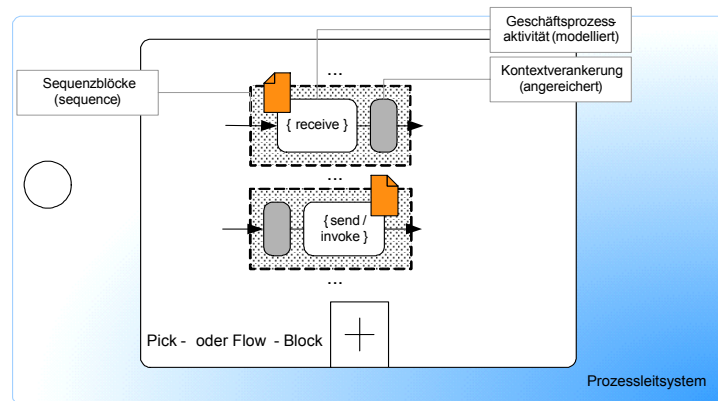 Geschäftsprozess-
aktivität (modelliert)
Sequenzblöcke
(sequence)
Kontextverankerung
(angereichert)
...
{ receive }
...
{ send /
invoke }
...
Pick - oder Flow - Block
Prozessleitsystem